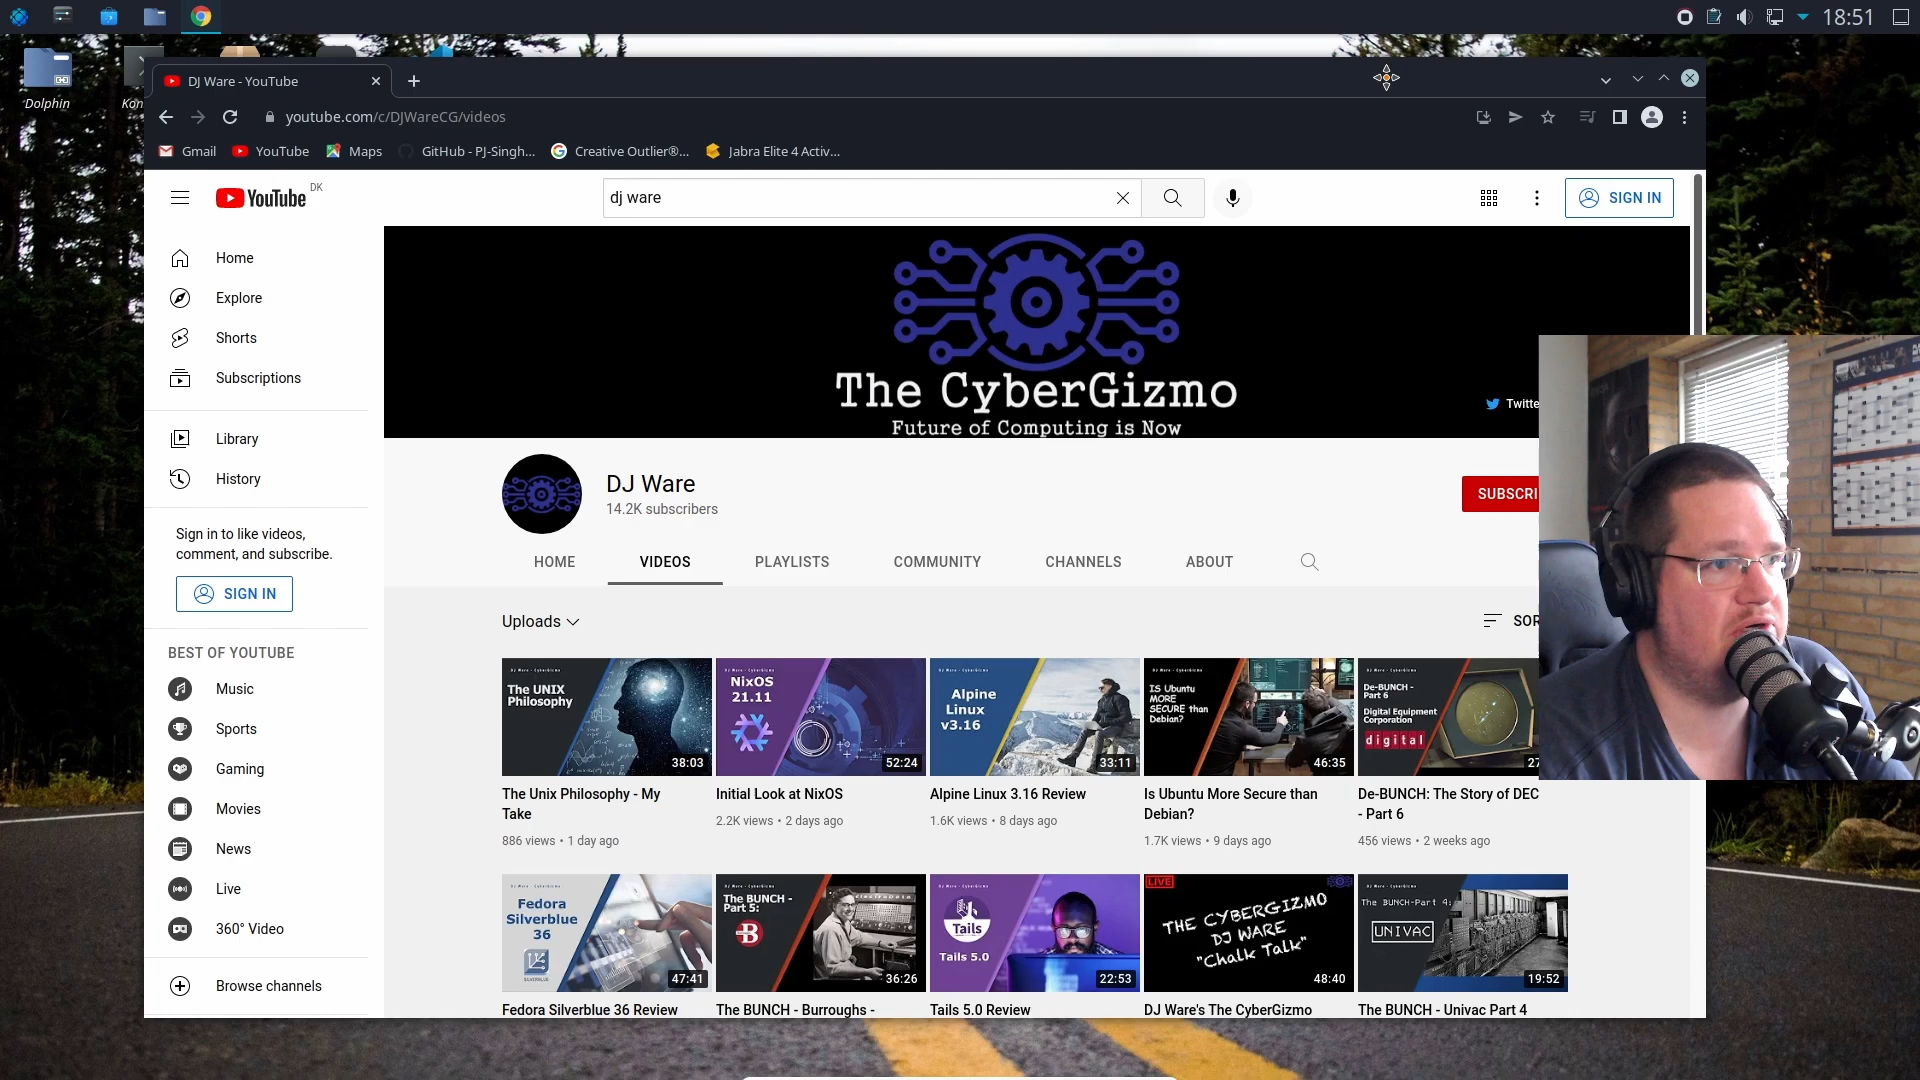 18:51
Dolphin
Kon
DJ Ware - YouTube
youtube.com/c/DJWareCG/videos
Gmail
YouTube
Maps
GitHub - PJ-Singh...
Creative Outlier®...
Jabra Elite 4 Activ...
YouTube DK
dj ware
SIGN IN
Home
Explore
Shorts
Subscriptions
Library
History
Sign in to like videos,
comment, and subscribe.
SIGN IN
BEST OF YOUTUBE
Music
Sports
Gaming
Movies
News
Live
360° Video
Browse channels
The CyberGizmo
Future of Computing is Now
Twitte
DJ Ware
14.2K subscribers
SUBSCRI
HOME
VIDEOS
PLAYLISTS
COMMUNITY
CHANNELS
ABOUT
Uploads
SOR
The UNIX
Philosophy
38:03
NixOS
21.11
52:24
Alpine
Linux
v3.16
33:11
IS Ubuntu
MORE
SECURE than
Debian?
46:35
De-BUNCH -
Part 6
Digital Equipment
Corporation
digital
27
The Unix Philosophy - My
Take
886 views • 1 day ago
Initial Look at NixOS
2.2K views • 2 days ago
Alpine Linux 3.16 Review
1.6K views • 8 days ago
Is Ubuntu More Secure than
Debian?
1.7K views • 9 days ago
De-BUNCH: The Story of DEC
- Part 6
456 views • 2 weeks ago
Fedora
Silverblue
36
47:41
The BUNCH -
Part 5:
B
36:26
Tails
Tails 5.0
22:53
LIVE
THE CYBERGIZMO
DJ WARE
"Chalk Talk"
48:40
The BUNCH-Part 4:
UNIVAC
19:52
Fedora Silverblue 36 Review
The BUNCH - Burroughs -
Tails 5.0 Review
DJ Ware's The CyberGizmo
The BUNCH - Univac Part 4